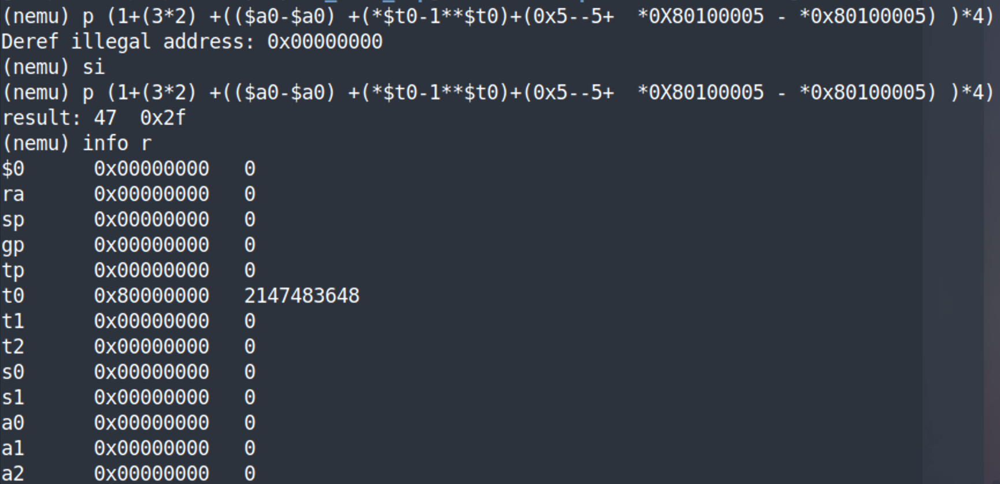 (nemu) p (1+(3*2) +(($a0-$a0) +(*$t0-1**$t0)+(0x5--5+  *0X80100005 - *0x80100005) )*4)
Deref illegal address: 0x00000000
(nemu) si
(nemu) p (1+(3*2) +(($a0-$a0) +(*$t0-1**$t0)+(0x5--5+  *0X80100005 - *0x80100005) )*4)
result: 47  0x2f
(nemu) info r
$0      0x00000000   0
ra      0x00000000   0
sp      0x00000000   0
gp      0x00000000   0
tp      0x00000000   0
t0      0x80000000   2147483648
t1      0x00000000   0
t2      0x00000000   0
s0      0x00000000   0
s1      0x00000000   0
a0      0x00000000   0
a1      0x00000000   0
a2      0x00000000   0